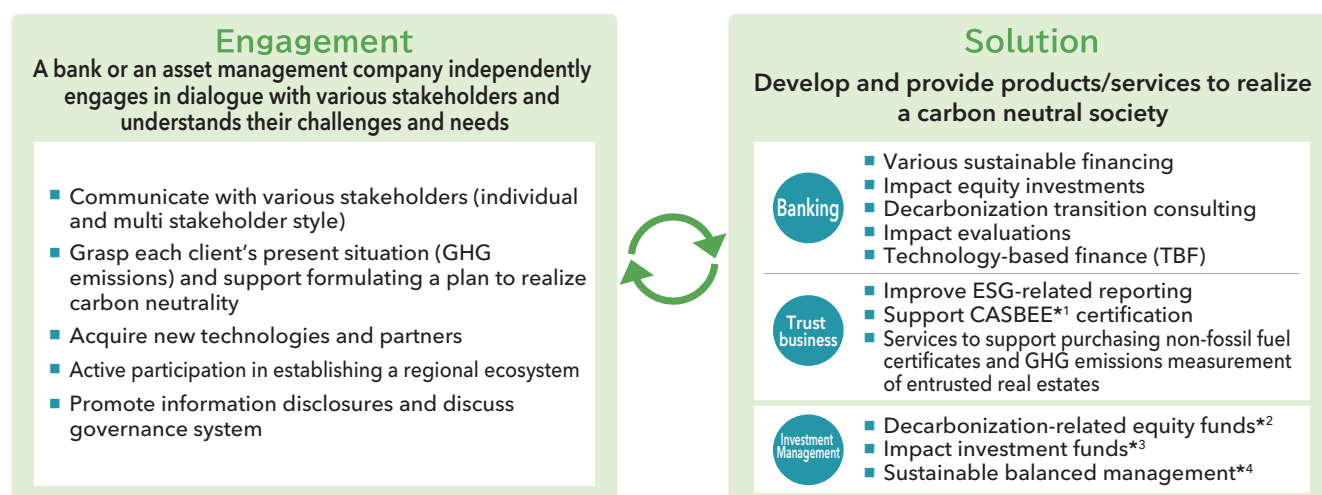 Engagement
A bank or an asset management company independently
engages in dialogue with various stakeholders and
understands their challenges and needs
■ Communicate with various stakeholders (individual
and multi stakeholder style)
■ Grasp each client's present situation (GHG
emissions) and support formulating a plan to realize
carbon neutrality
■ Acquire new technologies and partners
■ Active participation in establishing a regional ecosystem
■ Promote information disclosures and discuss
governance system
Solution
Develop and provide products/services to realize
a carbon neutral society
Banking
■ Various sustainable financing
■ Impact equity investments
■ Decarbonization transition consulting
■ Impact evaluations
■ Technology-based finance (TBF)
Trust
business
■ Improve ESG-related reporting
■ Support CASBEE*1 certification
■ Services to support purchasing non-fossil fuel
certificates and GHG emissions measurement
of entrusted real estates
Investment
Management
■ Decarbonization-related equity funds*2
■ Impact investment funds*3
■ Sustainable balanced management*4